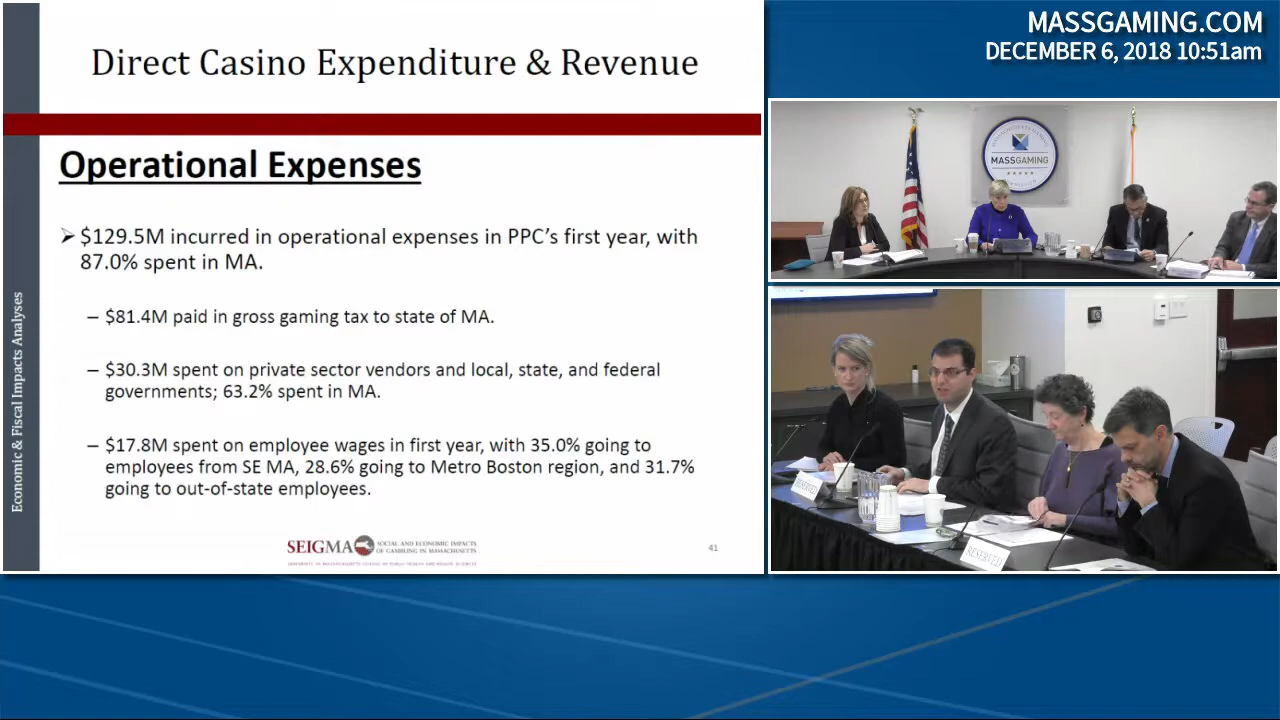 MASSGAMING.COM
DECEMBER 6, 2018 10:51am
Direct Casino Expenditure & Revenue
Operational Expenses
➢ $129.5M incurred in operational expenses in PPC's first year, with
87.0% spent in MA.
– $81.4M paid in gross gaming tax to state of MA.
– $30.3M spent on private sector vendors and local, state, and federal
governments; 63.2% spent in MA.
– $17.8M spent on employee wages in first year, with 35.0% going to
employees from SE MA, 28.6% going to Metro Boston region, and 31.7%
going to out-of-state employees.
Economic & Fiscal Impacts Analyses
SEIGMA
SOCIAL AND ECONOMIC IMPACTS
OF GAMBLING IN MASSACHUSETTS
41
MASSGAMING
RESERVED
RESERVED